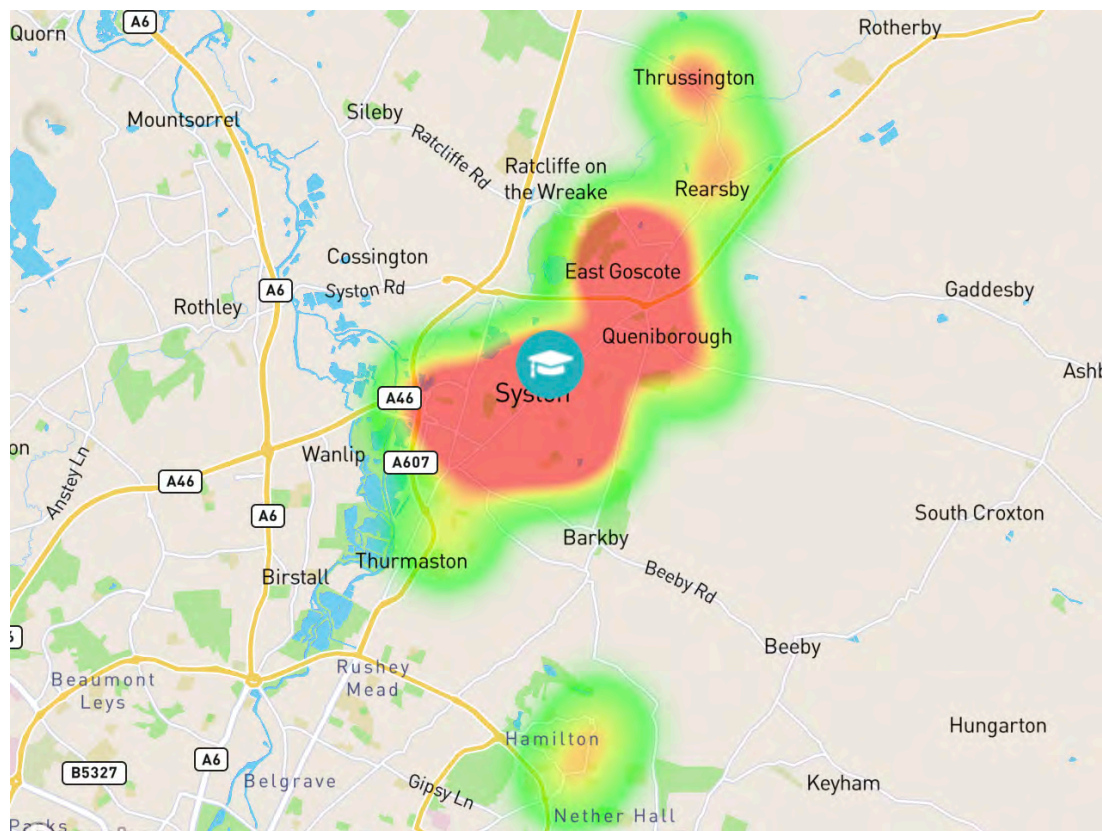 A6
Quorn
Rotherby
Thrussington
Mountsorrel
Sileby
Ratcliffe Rd
Ratcliffe on
the Wreake
Rearsby
Cossington
East Goscote
Syston Rd
A6
Gaddesby
Rothley
Queniborough
Ashb
Syston
A46
on
Wanlip
A607
Anstey Ln
A46
A6
South Croxton
Barkby
Thurmaston
Birstall
Beeby Rd
6
Beeby
Rushey
Mead
Beaumont
Leys
Hungarton
Hamilton
A6
B5327
Belgrave
Gipsy Ln
Keyham
Nether Hall
Parks